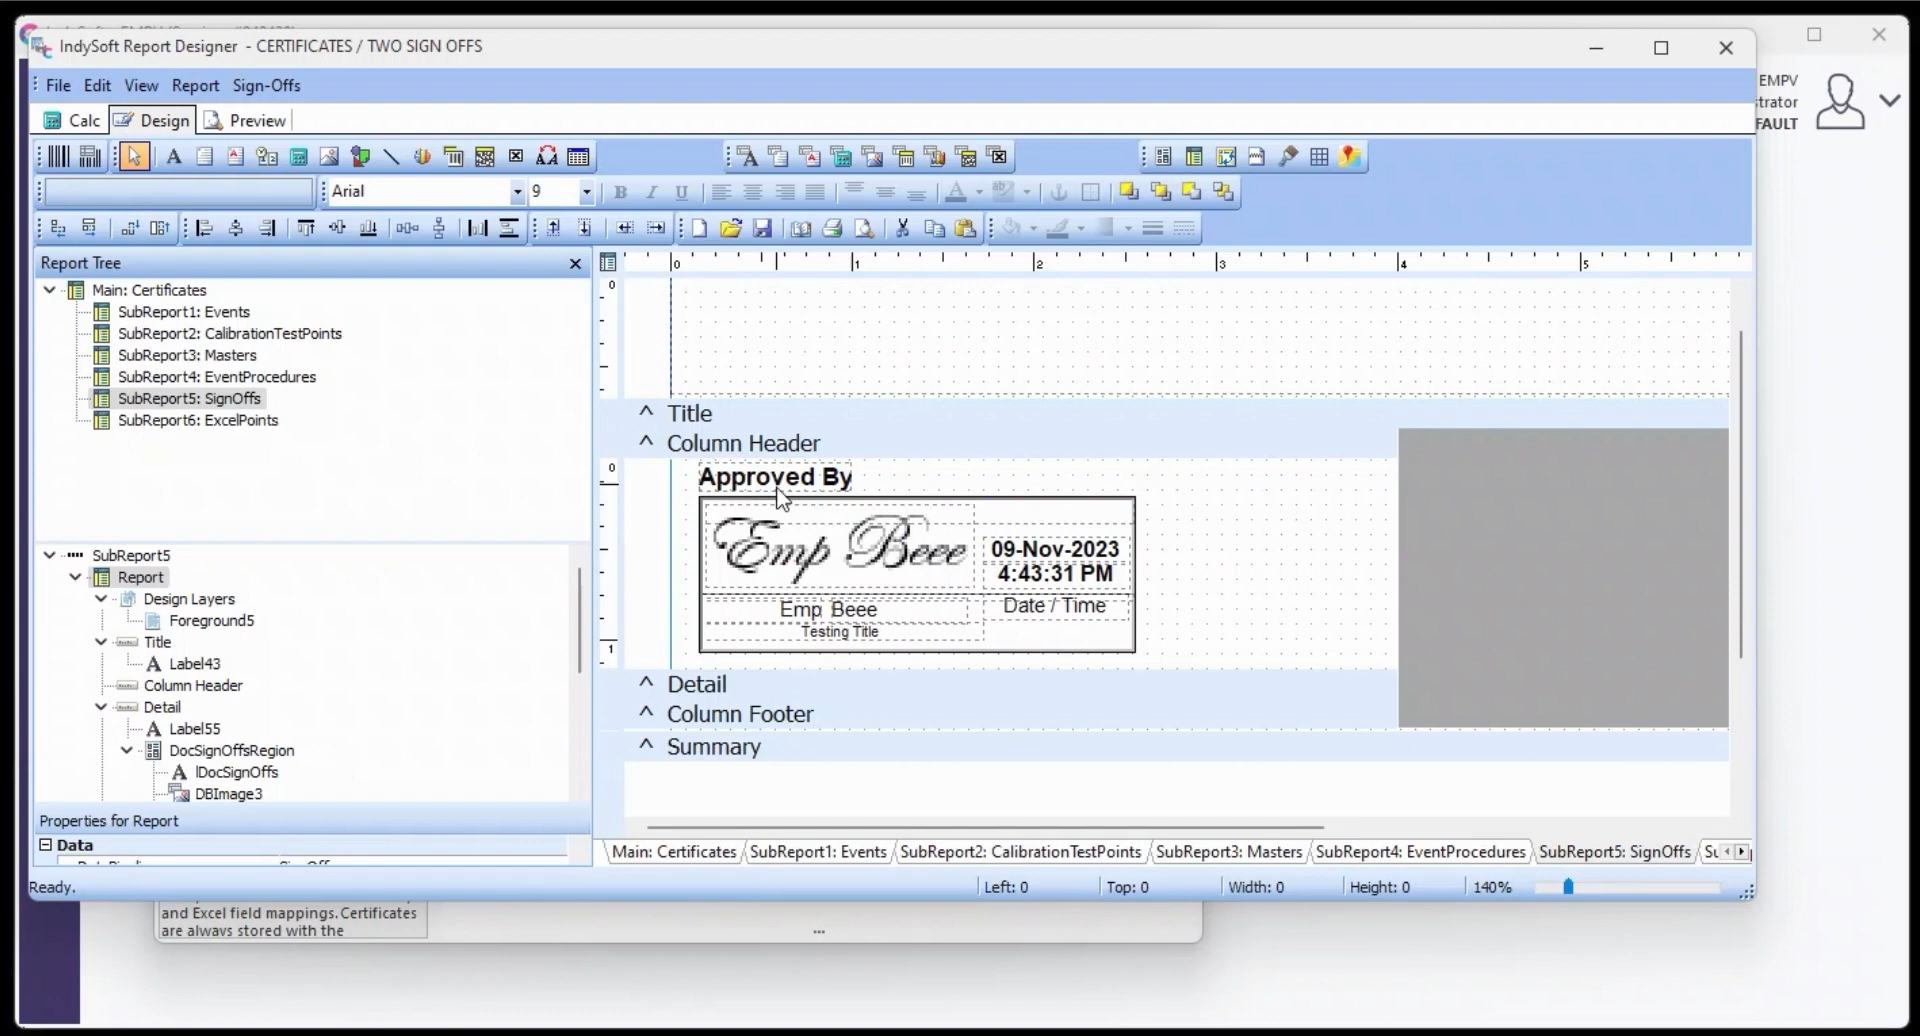 IndySoft Report Designer - CERTIFICATES / TWO SIGN OFFS
EMPV
strator
FAULT
File Edit View Report Sign-Offs
Calc Design Preview
Arial 9
Report Tree
Main: Certificates
SubReport1: Events
SubReport2: CalibrationTestPoints
SubReport3: Masters
SubReport4: EventProcedures
SubReport5: SignOffs
SubReport6: ExcelPoints
SubReport5
Report
Design Layers
Foreground5
Title
Label43
Column Header
Detail
Label55
DocSignOffsRegion
lDocSignOffs
DBImage3
Properties for Report
Data
0 1 2 3 4 5
0
Title
Column Header
0
Approved By
Emp Beee
09-Nov-2023
4:43:31 PM
Emp Beee
Date / Time
Testing Title
1
Detail
Column Footer
Summary
Main: Certificates SubReport1: Events SubReport2: CalibrationTestPoints SubReport3: Masters SubReport4: EventProcedures SubReport5: SignOffs Su
Ready. Left: 0 Top: 0 Width: 0 Height: 0 140%
and Excel field mappings. Certificates
are always stored with the
...